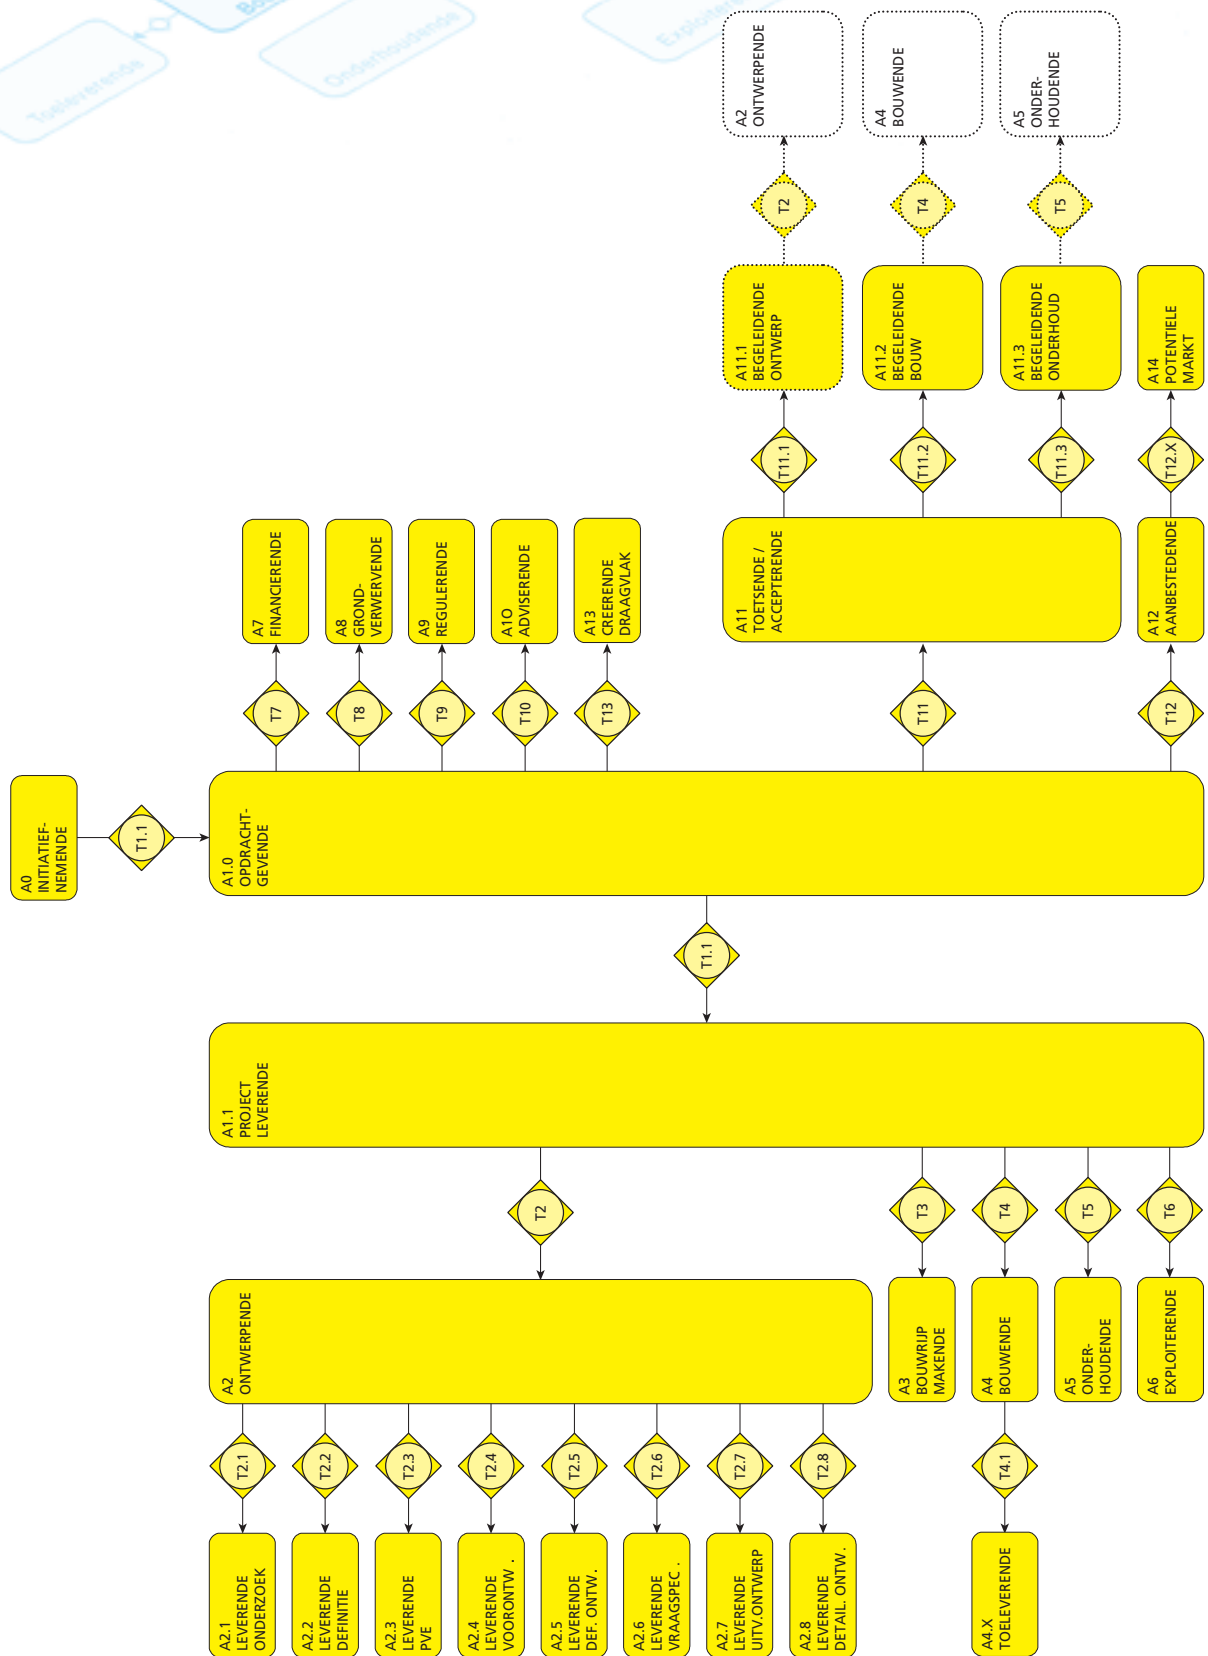 Toeleverende
Onderhoudende
Exploitere
A2
ONTWERPENDE
A4
BOUWENDE
A5
ONDER-
HOUDENDE
T2
T4
T5
A11.1
BEGELEIDENDE
ONTWERP
A11.2
BEGELEIDENDE
BOUW
A11.3
BEGELEIDENDE
ONDERHOUD
A14
POTENTIELE
MARKT
T11.1
T11.2
T11.3
T12.X
A7
FINANCIERENDE
A8
GROND-
VERWERVENDE
A9
REGULERENDE
A1O
ADVISERENDE
A13
CREERENDE
DRAAGVLAK
A11
TOETSENDE /
ACCEPTERENDE
A12
AANBESTEDENDE
T7
T8
T9
T10
T13
T11
T12
A0
INITIATIEF-
NEMENDE
T1.1
A1.0
OPDRACHT-
GEVENDE
T1.1
A1.1
PROJECT
LEVERENDE
T2
T3
T4
T5
T6
A2
ONTWERPENDE
A3
BOUWRIJP
MAKENDE
A4
BOUWENDE
A5
ONDER-
HOUDENDE
A6
EXPLOITERENDE
T2.1
T2.2
T2.3
T2.4
T2.5
T2.6
T2.7
T2.8
T4.1
A2.1
LEVERENDE
ONDERZOEK
A2.2
LEVERENDE
DEFINITIE
A2.3
LEVERENDE
PVE
A2.4
LEVERENDE
VOORONTW .
A2.5
LEVERENDE
DEF. ONTW.
A2.6
LEVERENDE
VRAAGSPEC .
A2.7
LEVERENDE
UITV.ONTWERP
A2.8
LEVERENDE
DETAIL. ONTW.
A4.X
TOELEVERENDE